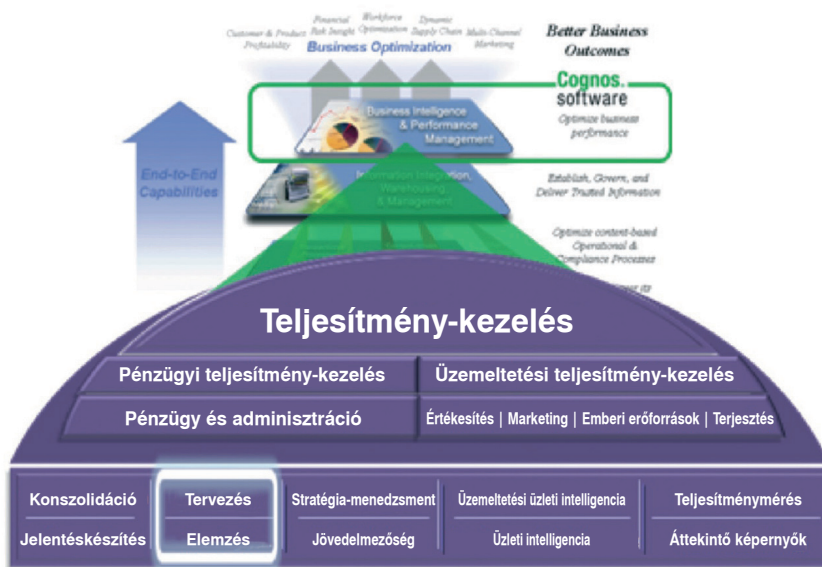 Financial Workforce Dynamic
Customer & Product Risk Insight Optimization Supply Chain Multi-Channel
Profitability Marketing
Business Optimization
Better Business
Outcomes
Cognos.
software
Optimize business
performance
Business Intelligence
& Performance
Management
End-to-End
Capabilities
Information Integration,
Warehousing,
& Management
Establish, Govern, and
Deliver Trusted Information
Optimize content-based
Operational &
Compliance Processes
its
Teljesítmény-kezelés
Pénzügyi teljesítmény-kezelés Üzemeltetési teljesítmény-kezelés
Pénzügy és adminisztráció Értékesítés | Marketing | Emberi erőforrások | Terjesztés
Konszolidáció Tervezés Stratégia-menedzsment Üzemeltetési üzleti intelligencia Teljesítménymérés
Jelentéskészítés Elemzés Jövedelmezőség Üzleti intelligencia Áttekintő képernyők